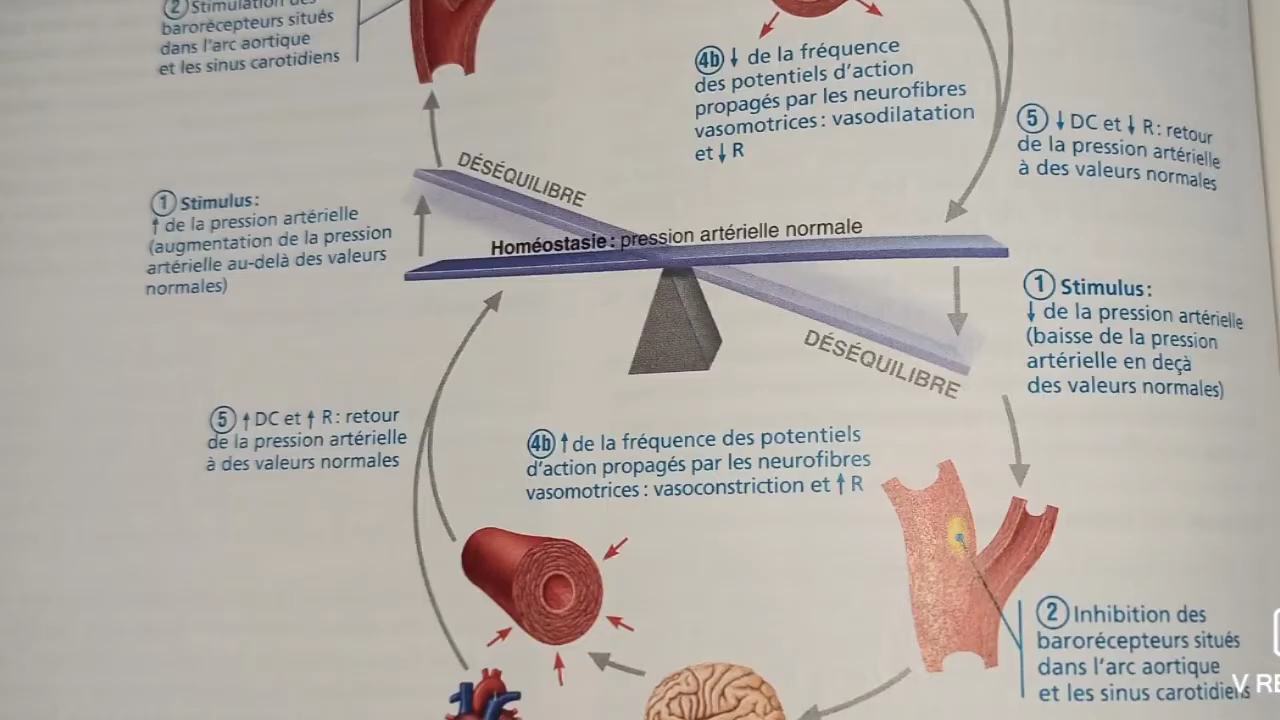 ② Stimulation des
barorécepteurs situés
dans l'arc aortique
et les sinus carotidiens
4b ↓ de la fréquence
des potentiels d'action
propagés par les neurofibres
vasomotrices : vasodilatation
et ↓ R
⑤ ↓ DC et ↓ R : retour
de la pression artérielle
à des valeurs normales
DÉSÉQUILIBRE
① Stimulus :
↑ de la pression artérielle
(augmentation de la pression
artérielle au-delà des valeurs
normales)
Homéostasie : pression artérielle normale
① Stimulus :
↓ de la pression artérielle
(baisse de la pression
artérielle en deçà
des valeurs normales)
DÉSÉQUILIBRE
⑤ ↑ DC et ↑ R : retour
de la pression artérielle
à des valeurs normales
4b ↑ de la fréquence des potentiels
d'action propagés par les neurofibres
vasomotrices : vasoconstriction et ↑ R
② Inhibition des
barorécepteurs situés
dans l'arc aortique
et les sinus carotidiens